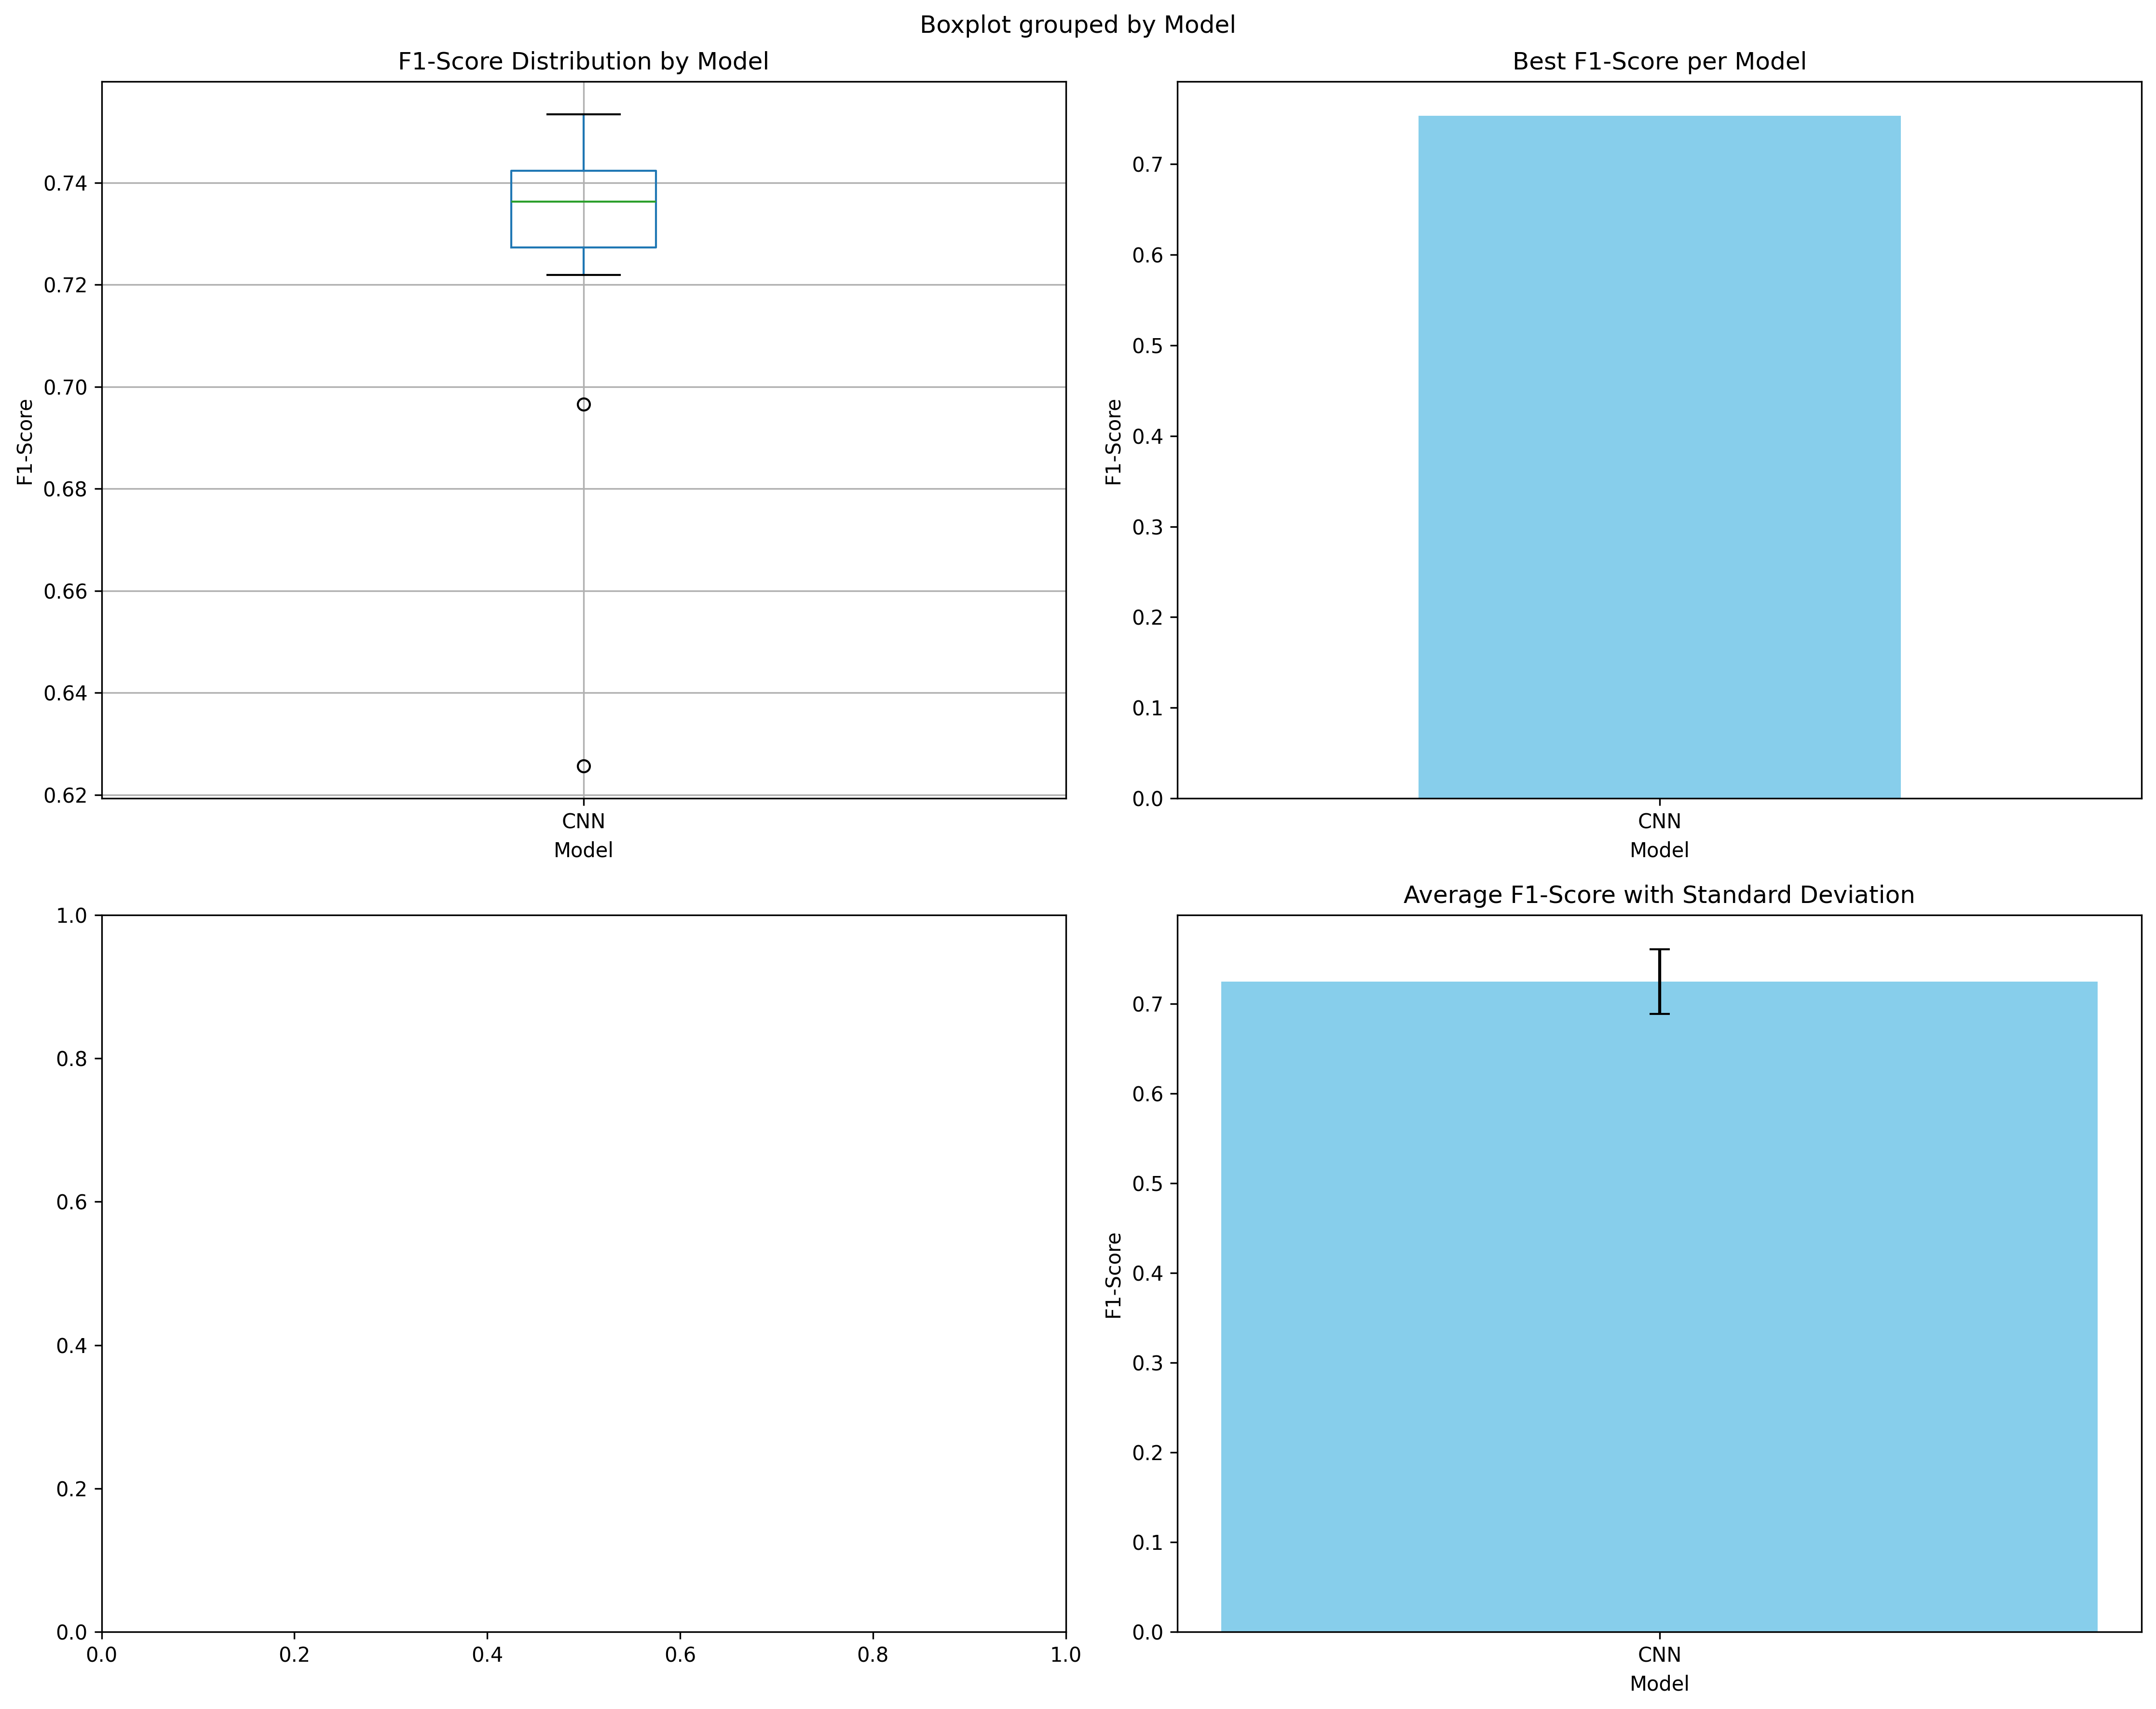 Boxplot grouped by Model
F1-Score Distribution by Model
F1-Score
0.74
0.72
0.70
0.68
0.66
0.64
0.62
CNN
Model
Best F1-Score per Model
F1-Score
0.7
0.6
0.5
0.4
0.3
0.2
0.1
0.0
CNN
Model
1.0
0.8
0.6
0.4
0.2
0.0
0.0 0.2 0.4 0.6 0.8 1.0
Average F1-Score with Standard Deviation
F1-Score
0.7
0.6
0.5
0.4
0.3
0.2
0.1
0.0
CNN
Model